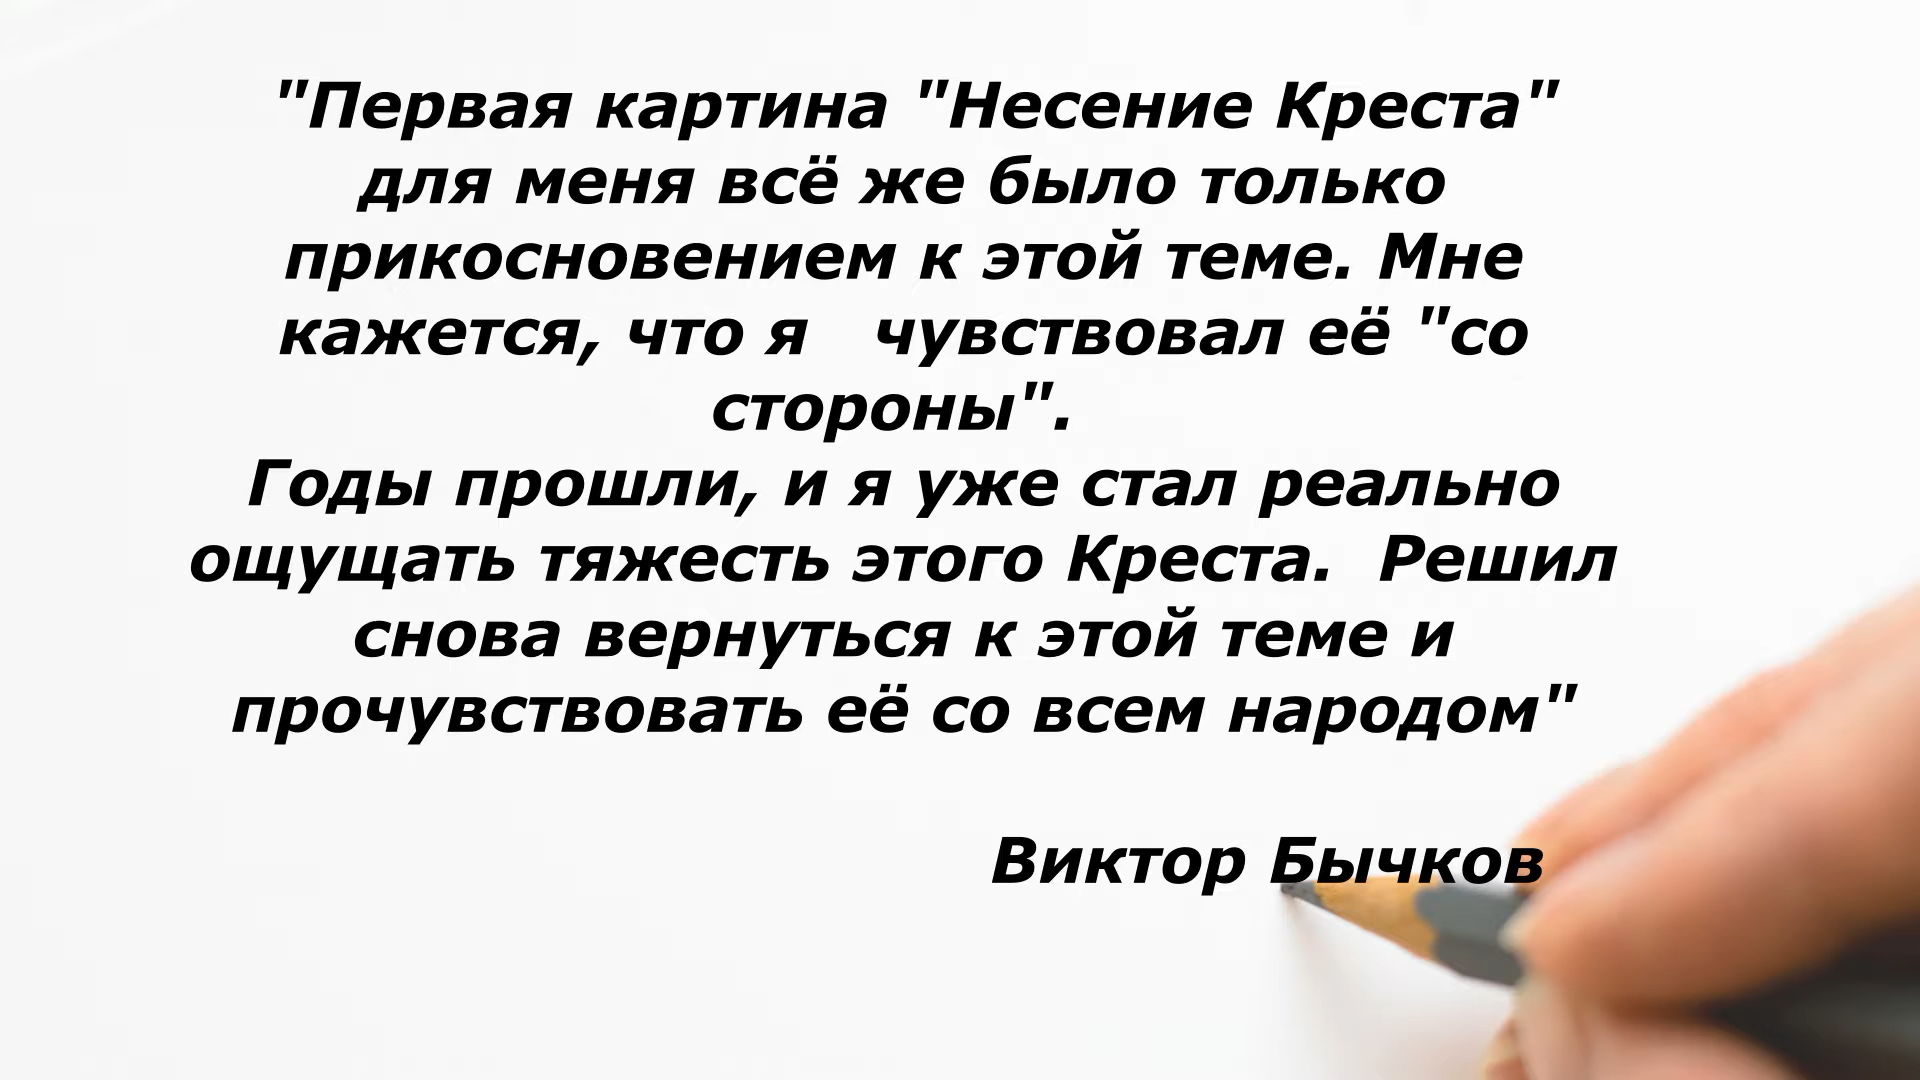 "Первая картина "Несение Креста"
для меня всё же было только
прикосновением к этой теме. Мне
кажется, что я   чувствовал её "со
стороны".
Годы прошли, и я уже стал реально
ощущать тяжесть этого Креста.  Решил
снова вернуться к этой теме и
прочувствовать её со всем народом"
Виктор Бычков